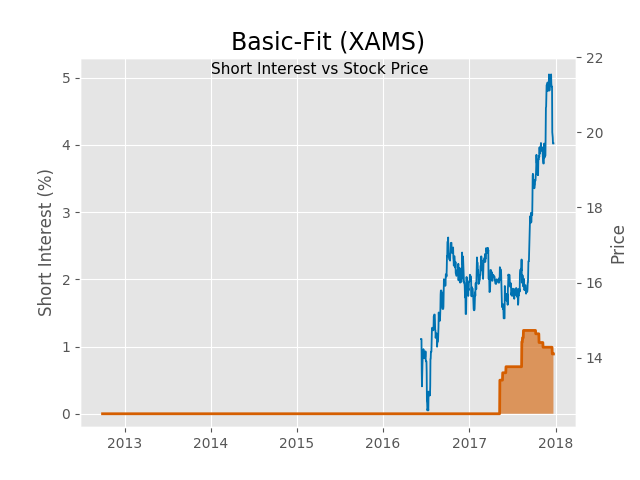 Basic-Fit (XAMS)
Short Interest vs Stock Price
Short Interest (%)
5
4
3
2
1
0
22
20
18
16
14
Price
2013 2014 2015 2016 2017 2018